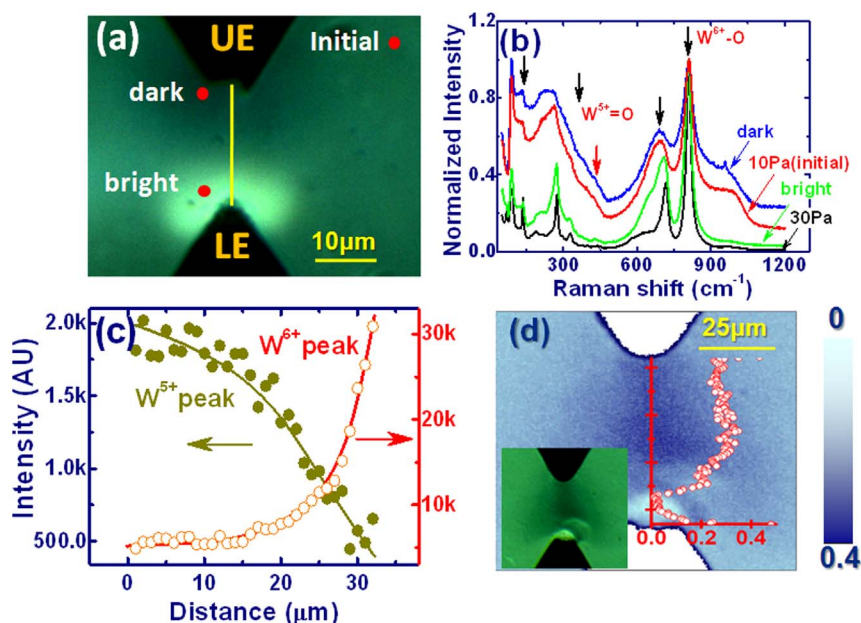 (a)
UE
Initial
dark
bright
LE
10μm
(b)
W6+-O
W5+=O
dark
10Pa(initial)
bright
30Pa
Normalized Intensity
1.2
0.8
0.4
0.0
300 600 900 1200
Raman shift (cm-1)
(c)
2.0k
1.5k
1.0k
500.0
Intensity (AU)
W6+peak
W5+peak
30k
20k
10k
0 10 20 30
Distance (μm)
(d)
25μm
0.0 0.2 0.4
0
0.4